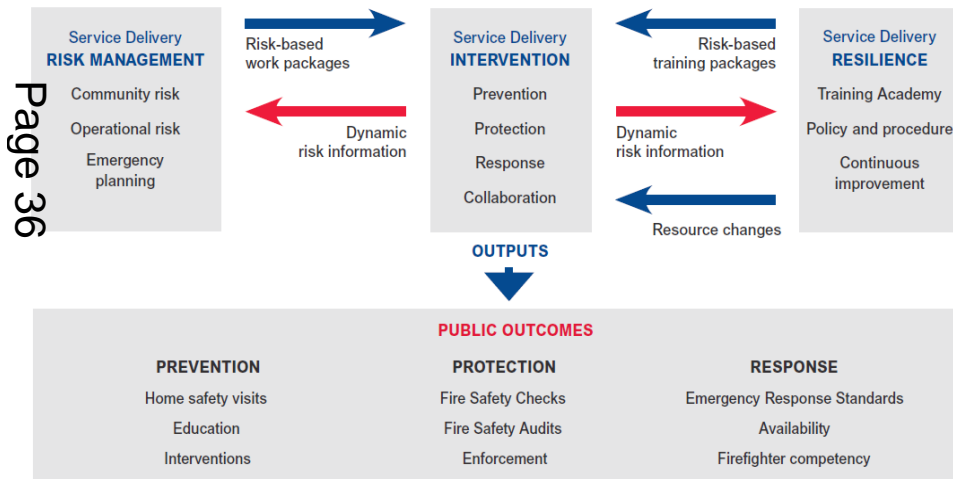 Page 36
Service Delivery
RISK MANAGEMENT
Community risk
Operational risk
Emergency
planning
Risk-based
work packages
Dynamic
risk information
Service Delivery
INTERVENTION
Prevention
Protection
Response
Collaboration
Risk-based
training packages
Dynamic
risk information
Resource changes
Service Delivery
RESILIENCE
Training Academy
Policy and procedure
Continuous
improvement
OUTPUTS
PUBLIC OUTCOMES
PREVENTION
Home safety visits
Education
Interventions
PROTECTION
Fire Safety Checks
Fire Safety Audits
Enforcement
RESPONSE
Emergency Response Standards
Availability
Firefighter competency